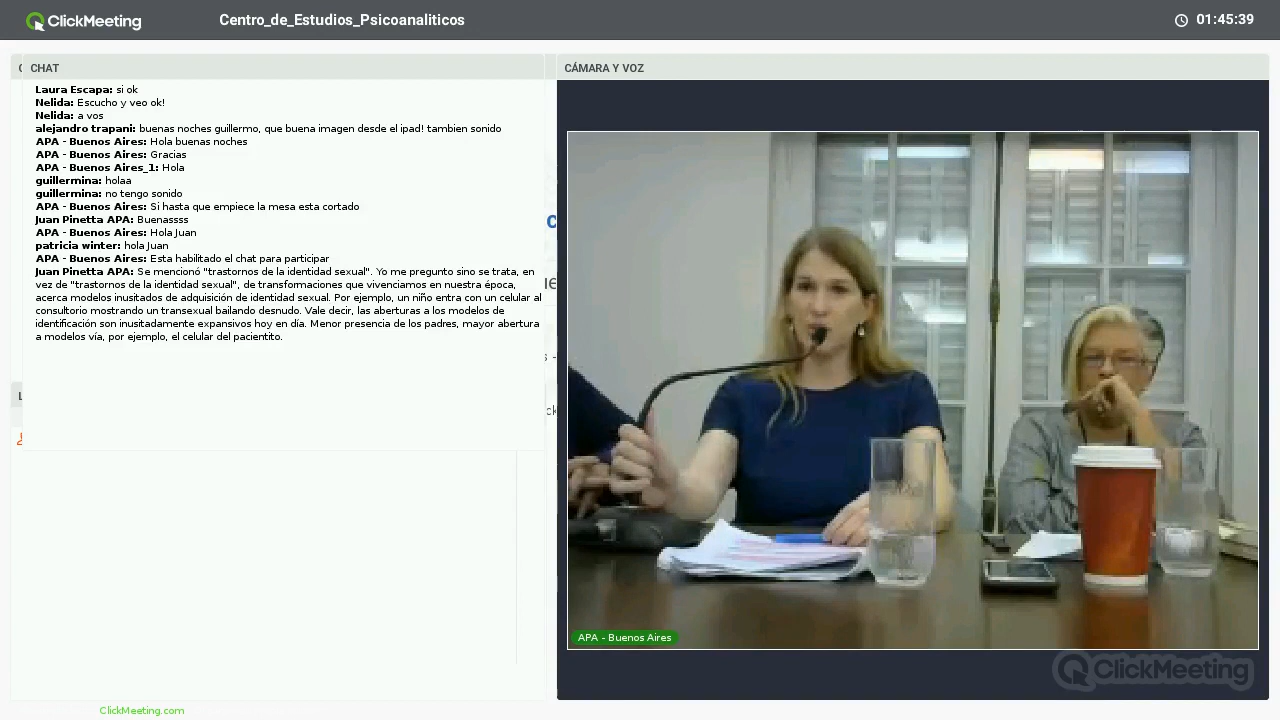 ClickMeeting
Centro_de_Estudios_Psicoanaliticos
01:45:39
CHAT
CÁMARA Y VOZ
Laura Escapa: si ok
Nelida: Escucho y veo ok!
Nelida: a vos
alejandro trapani: buenas noches guillermo, que buena imagen desde el ipad! tambien sonido
APA - Buenos Aires: Hola buenas noches
APA - Buenos Aires: Gracias
APA - Buenos Aires_1: Hola
guillermina: holaa
guillermina: no tengo sonido
APA - Buenos Aires: Si hasta que empiece la mesa esta cortado
Juan Pinetta APA: Buenassss
APA - Buenos Aires: Hola Juan
patricia winter: hola Juan
APA - Buenos Aires: Esta habilitado el chat para participar
Juan Pinetta APA: Se mencionó "trastornos de la identidad sexual". Yo me pregunto sino se trata, en
vez de "trastornos de la identidad sexual", de transformaciones que vivenciamos en nuestra época,
acerca modelos inusitados de adquisición de identidad sexual. Por ejemplo, un niño entra con un celular al
consultorio mostrando un transexual bailando desnudo. Vale decir, las aberturas a los modelos de
identificación son inusitadamente expansivos hoy en día. Menor presencia de los padres, mayor abertura
a modelos vía, por ejemplo, el celular del pacientito.
APA - Buenos Aires
ClickMeeting
ClickMeeting.com